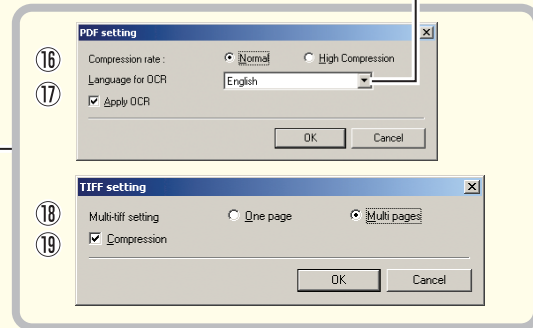 PDF setting
⑯ Compression rate : Normal High Compression
Language for OCR English
⑰ Apply OCR
OK Cancel
TIFF setting
⑱ Multi-tiff setting One page Multi pages
⑲ Compression
OK Cancel